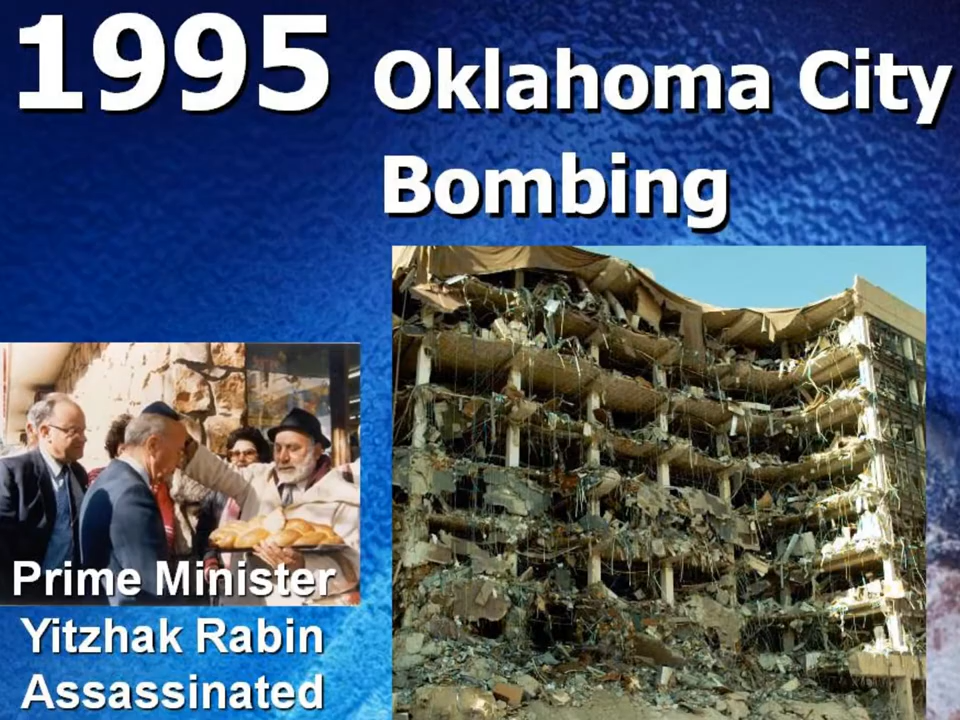 1995 Oklahoma City
Bombing
Prime Minister
Yitzhak Rabin
Assassinated